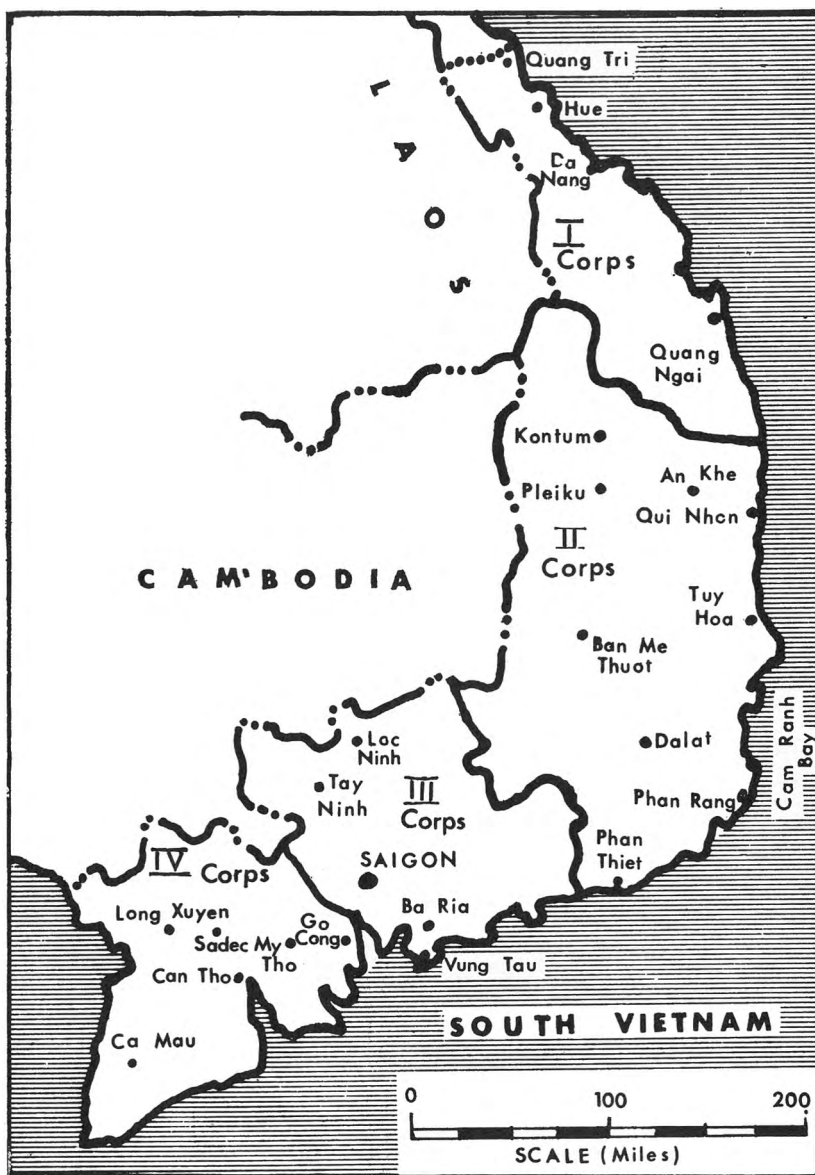 Quang Tri
Hue
LAOS
Da
Nang
I
Corps
Quang
Ngai
Kontum
An Khe
Pleiku
Qui Nhon
II
Corps
CAM'BODIA
Tuy
Hoa
Ban Me
Thuot
Cam Ranh
Bay
Loc
Ninh
Dalat
Tay
Ninh
III
Corps
Phan Rang
Phan
Thiet
IV
Corps
SAIGON
Long Xuyen
Ba Ria
Go
Cong
Sadec
My
Tho
Vung Tau
Can Tho
SOUTH VIETNAM
Ca Mau
0 100 200
SCALE (Miles)